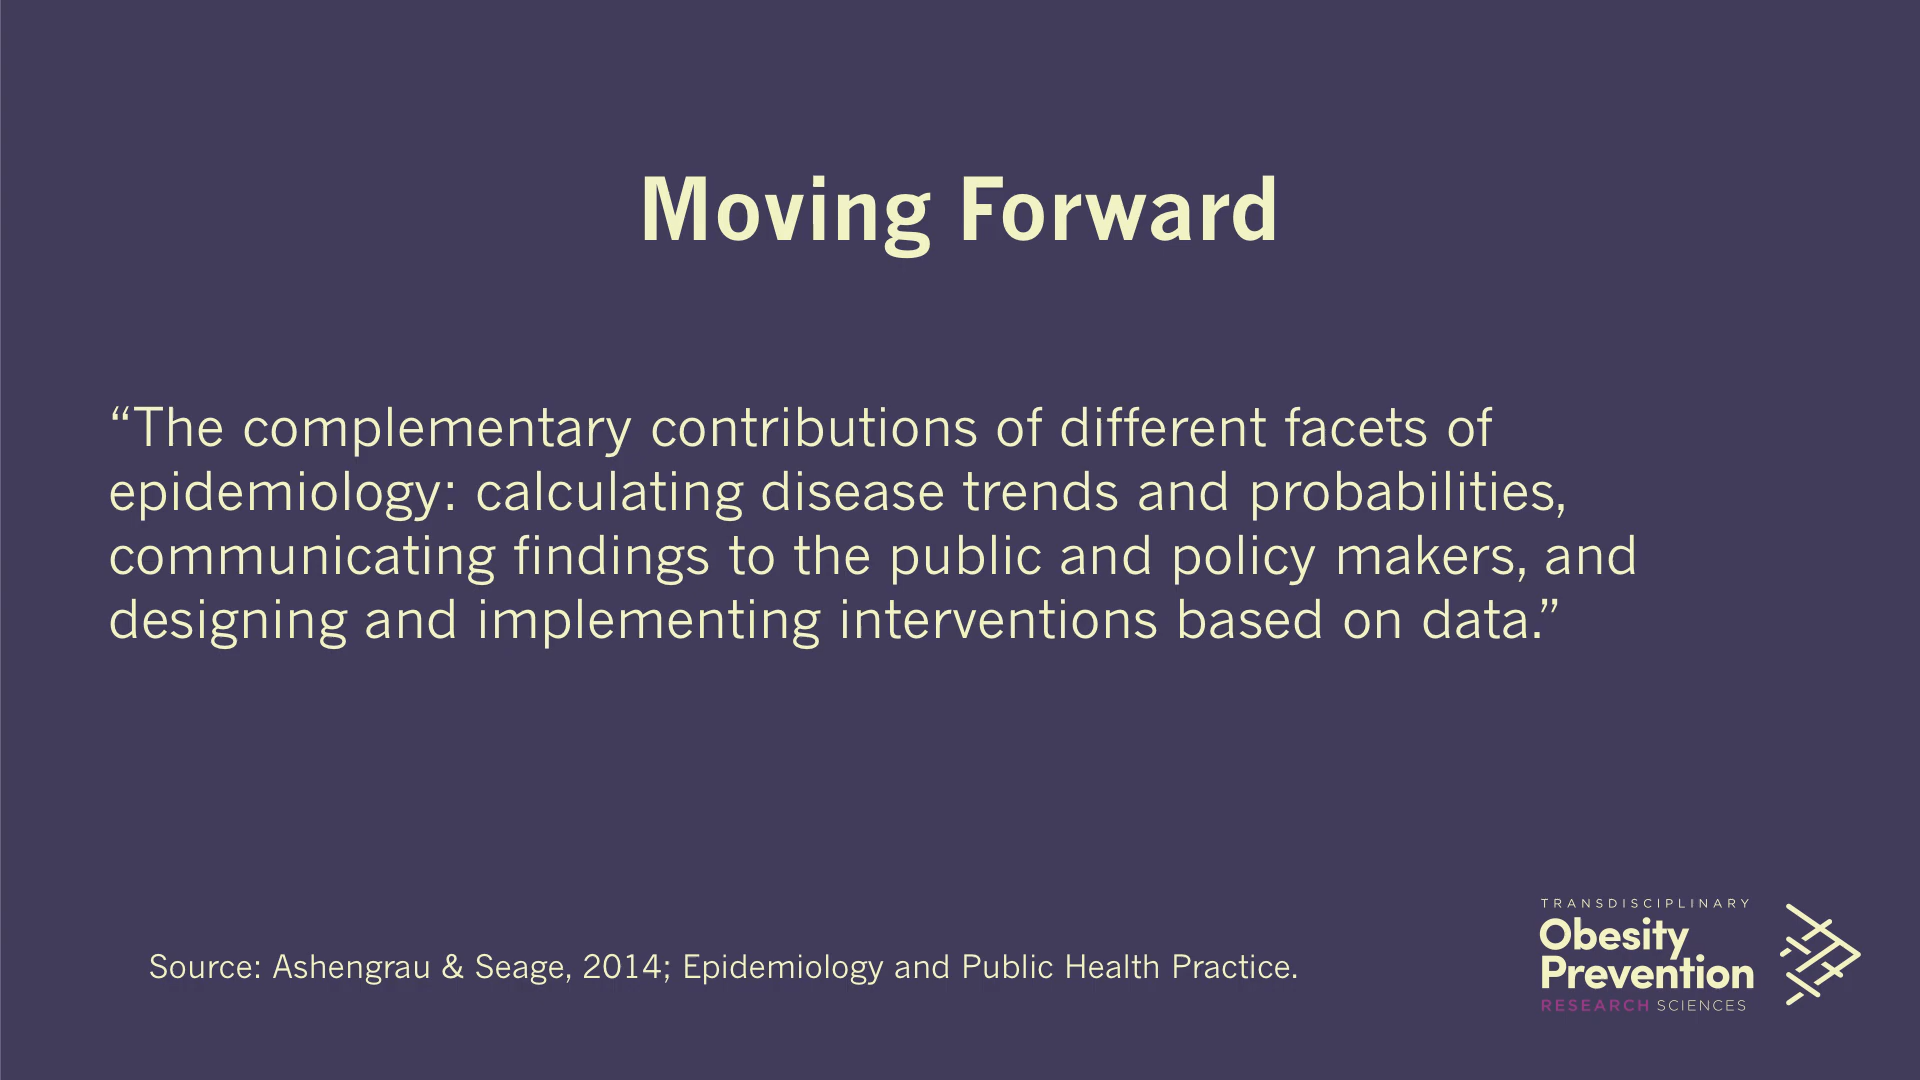 Moving Forward
“The complementary contributions of different facets of
epidemiology: calculating disease trends and probabilities,
communicating findings to the public and policy makers, and
designing and implementing interventions based on data.”
Source: Ashengrau & Seage, 2014; Epidemiology and Public Health Practice.
TRANSDISCIPLINARY
Obesity
Prevention
RESEARCH SCIENCES